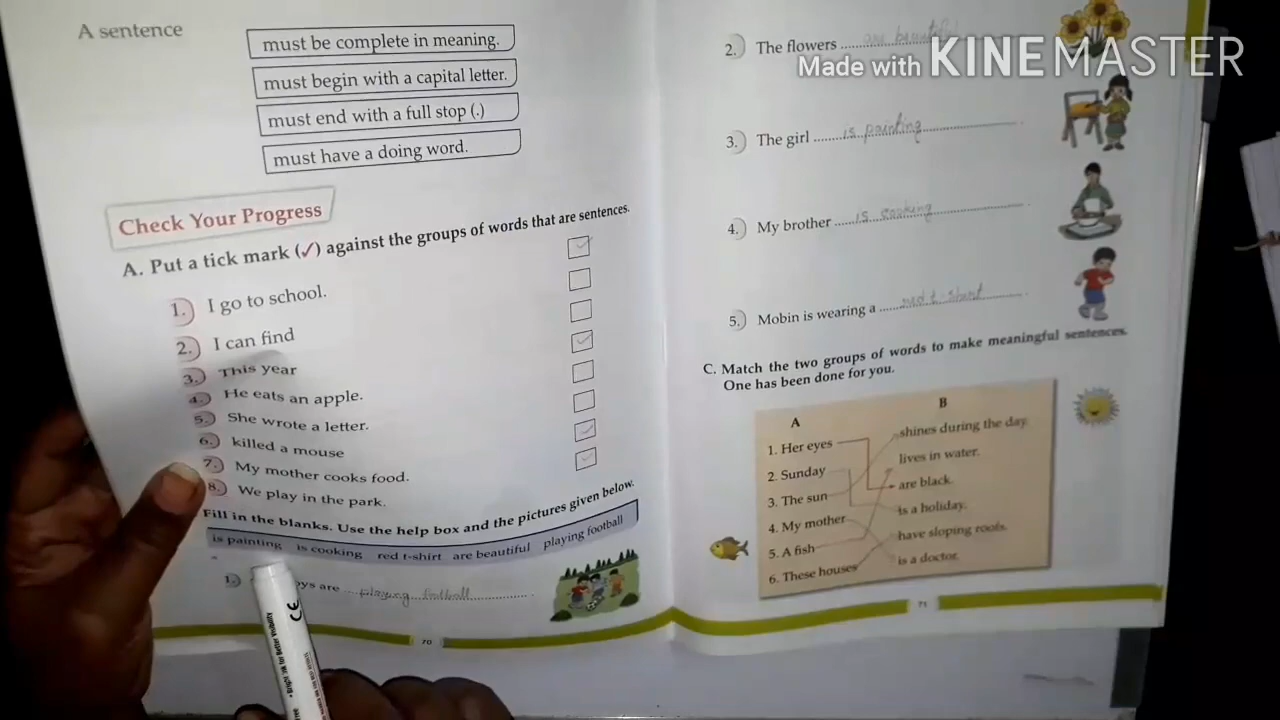 A sentence
must be complete in meaning.
must begin with a capital letter.
must end with a full stop (.)
must have a doing word.
Check Your Progress
A. Put a tick mark (✓) against the groups of words that are sentences.
1. I go to school.
2. I can find
3. This year
4. He eats an apple.
5. She wrote a letter.
6. killed a mouse
7. My mother cooks food.
8. We play in the park.
Fill in the blanks. Use the help box and the pictures given below.
is painting is cooking red t-shirt are beautiful playing football
1. ys are playing football
70
2. The flowers are beautiful
Made with KINEMASTER
3. The girl is painting
4. My brother is cooking
5. Mobin is wearing a red t-shirt
C. Match the two groups of words to make meaningful sentences.
One has been done for you.
A B
1. Her eyes shines during the day.
2. Sunday lives in water.
3. The sun are black.
4. My mother is a holiday.
5. A fish have sloping roofs.
6. These houses is a doctor.
71
CE